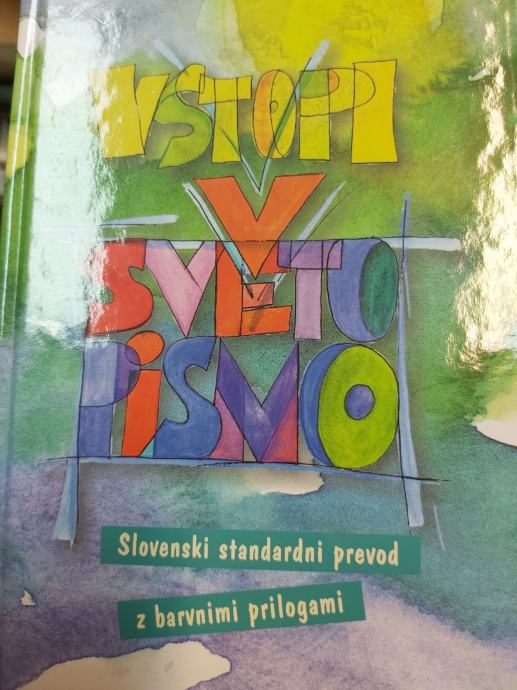 VSTOPI
V
SVETO
PiSMO
Slovenski standardni prevod
z barvnimi prilogami